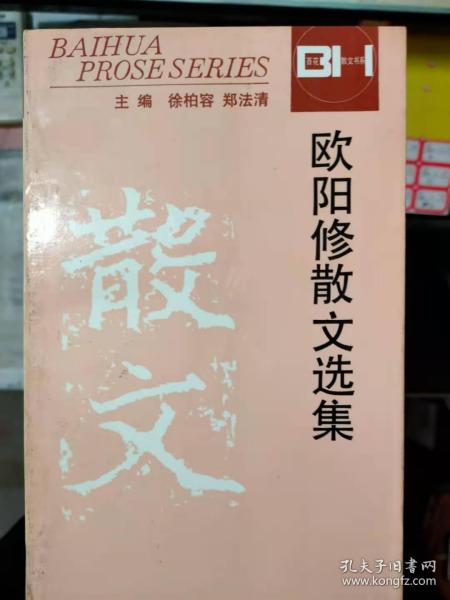 BAIHUA
PROSE SERIES
主编 徐柏容 郑法清
百花 BH 散文书系
欧阳修散文选集
散文
孔夫子旧书网
www.kongfz.com